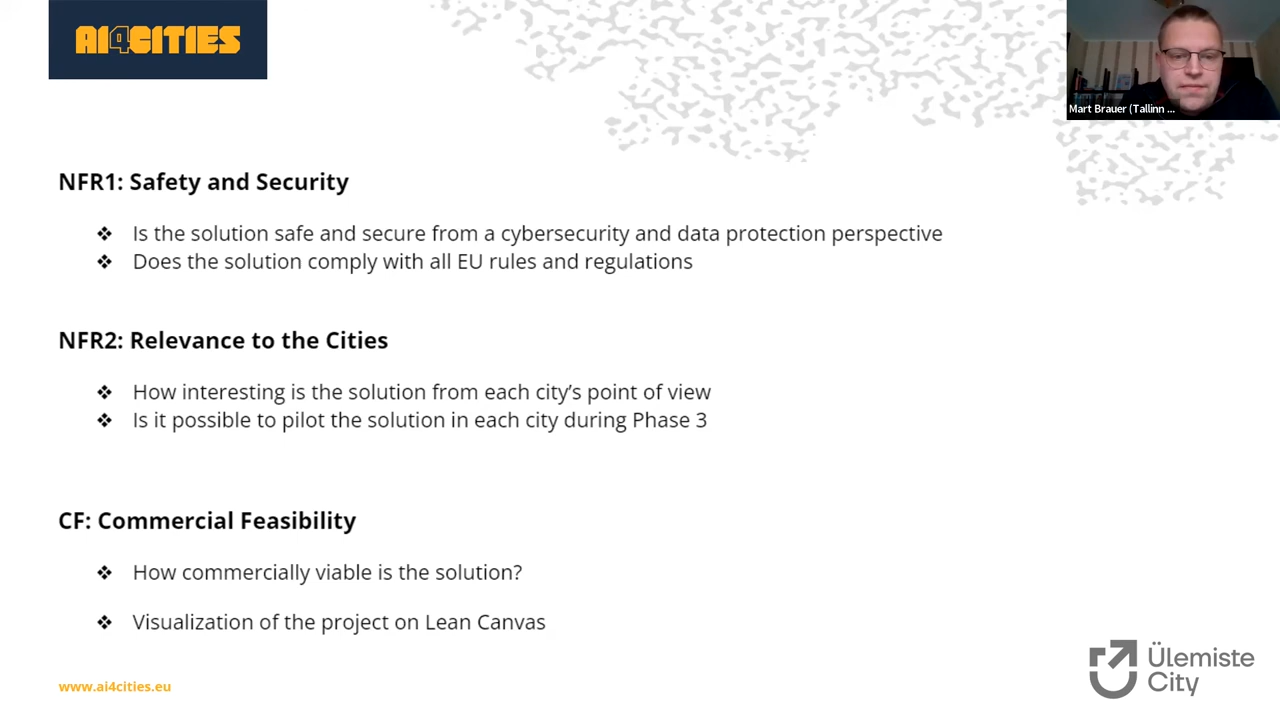 AI4CITIES
Mart Brauer (Tallinn ...
NFR1: Safety and Security
❖ Is the solution safe and secure from a cybersecurity and data protection perspective
❖ Does the solution comply with all EU rules and regulations
NFR2: Relevance to the Cities
❖ How interesting is the solution from each city’s point of view
❖ Is it possible to pilot the solution in each city during Phase 3
CF: Commercial Feasibility
❖ How commercially viable is the solution?
❖ Visualization of the project on Lean Canvas
www.ai4cities.eu
Ülemiste
City